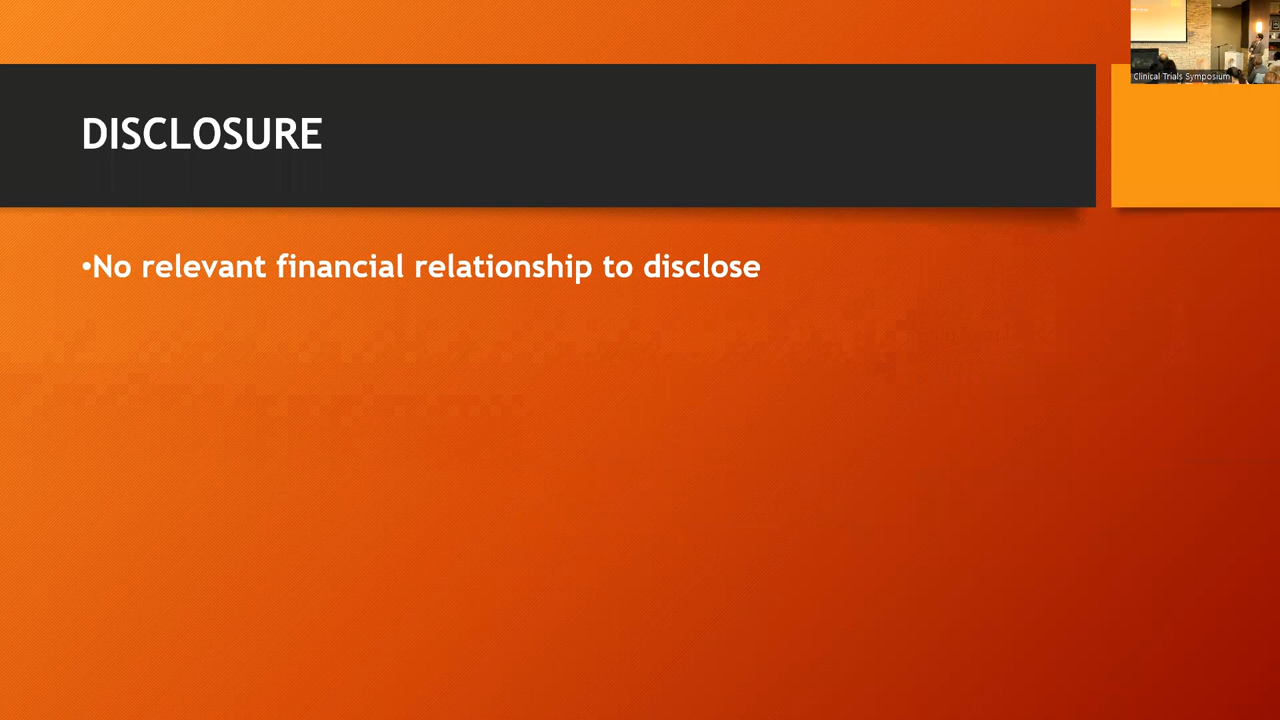 Clinical Trials Symposium
DISCLOSURE
•No relevant financial relationship to disclose